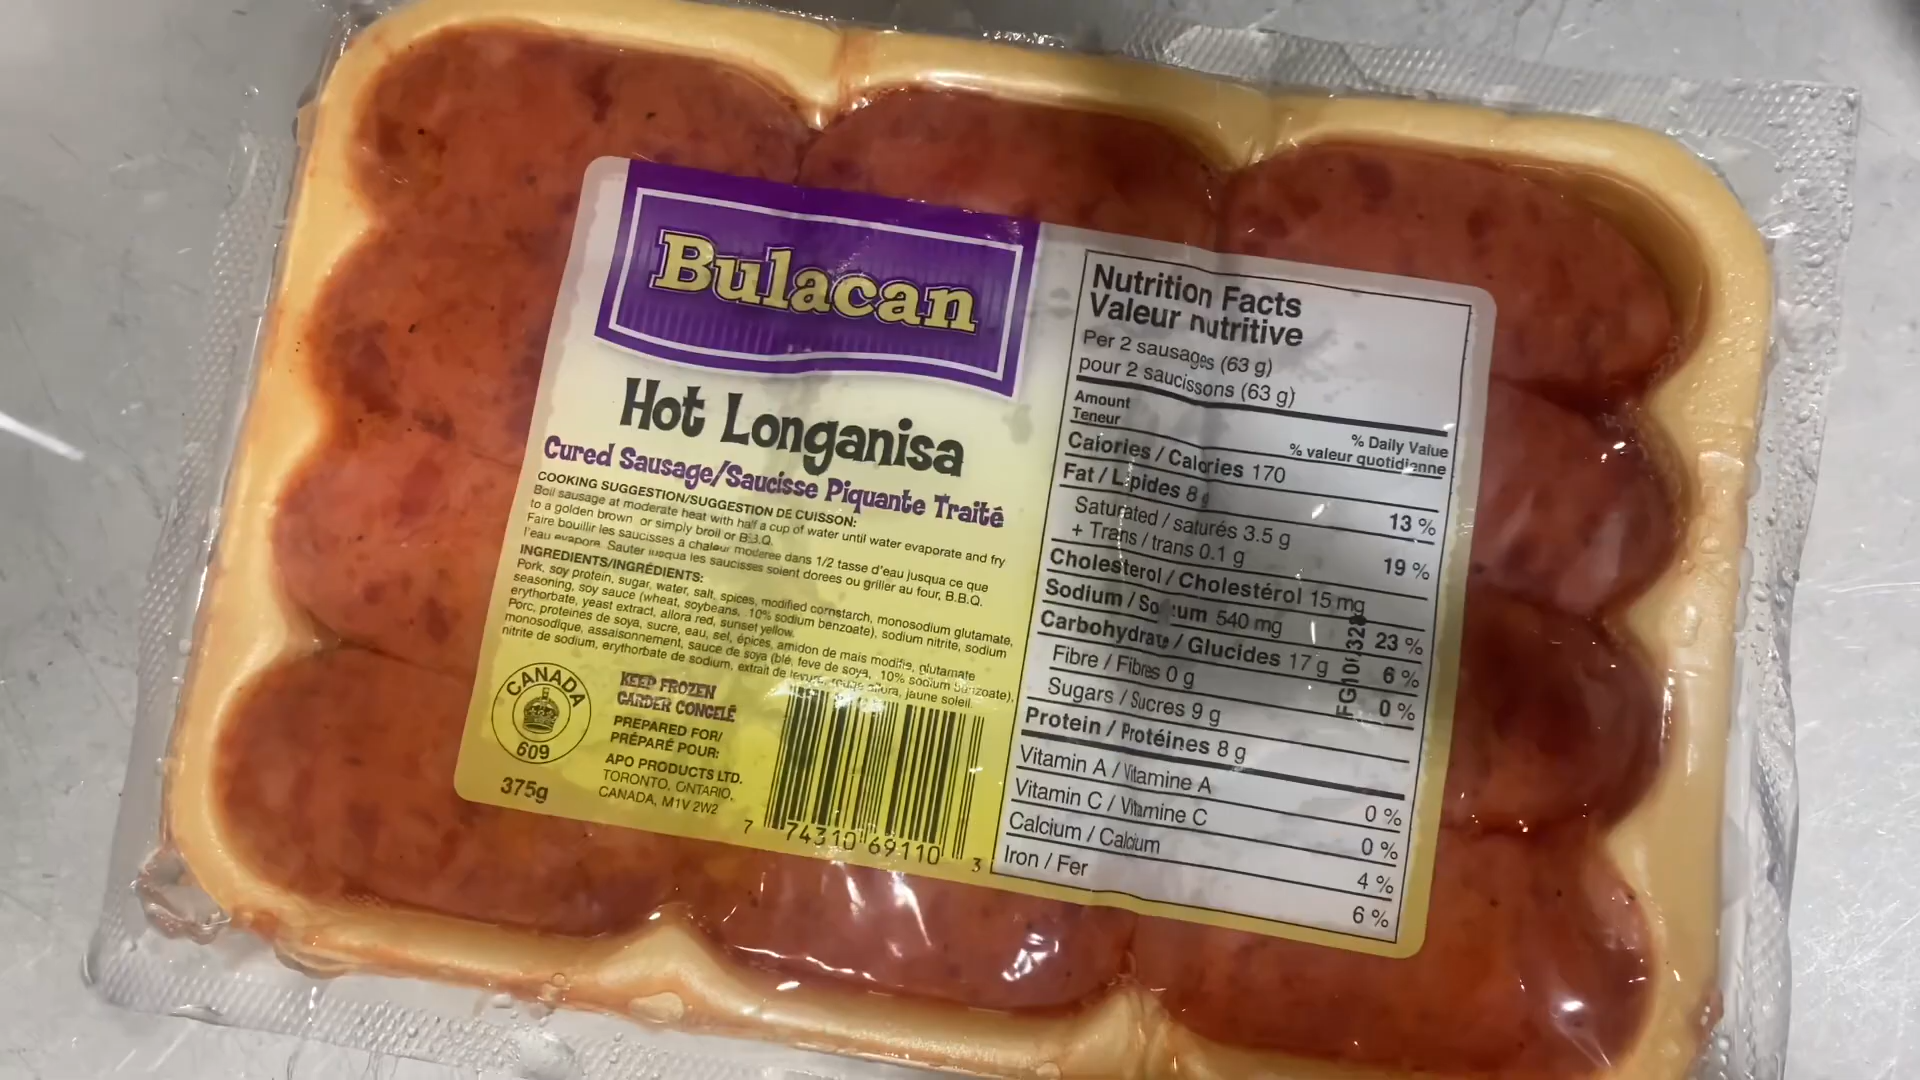 Bulacan
Hot Longanisa
Cured Sausage/Saucisse Piquante Traité
COOKING SUGGESTION/SUGGESTION DE CUISSON:
Boil sausage at moderate heat with half a cup of water until water evaporate and fry
to a golden brown or simply broil or B.B.Q.
Faire bouillir les saucisses a chaleur moderee dans 1/2 tasse d'eau jusqua ce que
l'eau evapore. Sauter jusqua les saucisses soient dorees ou griller au four, B.B.Q.
INGREDIENTS/INGRÉDIENTS:
Pork, soy protein, sugar, water, salt, spices, modified cornstarch, monosodium glutamate,
seasoning, soy sauce (wheat, soybeans, 10% sodium benzoate), sodium nitrite, sodium
erythorbate, yeast extract, allora red, sunset yellow.
Porc, proteines de soya, sucre, eau, sel, épices, amidon de mais modifie, glutamate
monosodique, assaisonnement, sauce de soya (blé, feve de soya, 10% sodium benzoate),
nitrite de sodium, erythorbate de sodium, extrait de levure, rouge allura, jaune soleil.
CANADA
609
375g
KEEP FROZEN
GARDER CONGELÉ
PREPARED FOR/
PRÉPARÉ POUR:
APO PRODUCTS LTD.
TORONTO, ONTARIO,
CANADA, M1V 2W2
7 74310 69110 3
Nutrition Facts
Valeur nutritive
Per 2 sausages (63 g)
pour 2 saucissons (63 g)
Amount
Teneur
% Daily Value
% valeur quotidienne
Calories / Calories 170
Fat / Lipides 8 g 13 %
Saturated / saturés 3.5 g
+ Trans / trans 0.1 g 19 %
Cholesterol / Cholestérol 15 mg
Sodium / Sodium 540 mg 23 %
Carbohydrate / Glucides 17 g 6 %
Fibre / Fibres 0 g 0 %
Sugars / Sucres 9 g
Protein / Protéines 8 g
Vitamin A / Vitamine A 0 %
Vitamin C / Vitamine C 0 %
Calcium / Calcium 4 %
Iron / Fer 6 %